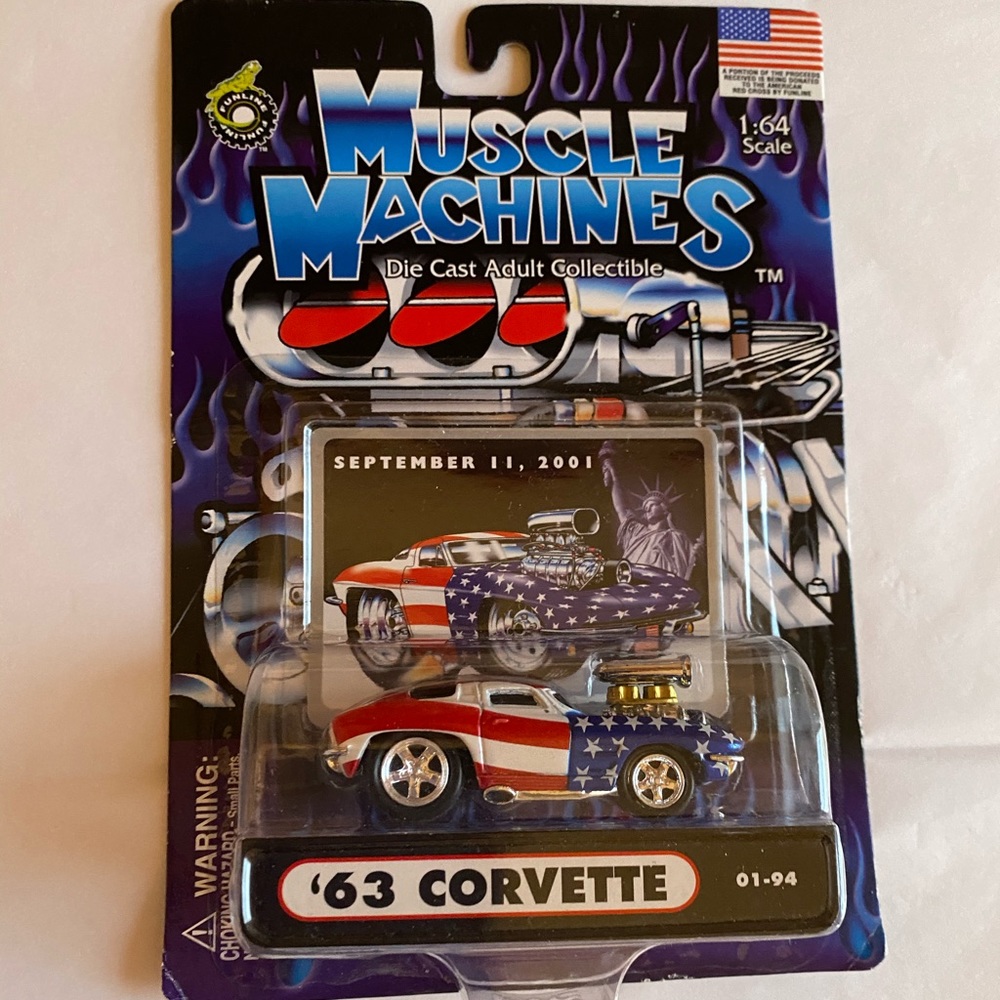 FUNLINE
FUNLINE
TM
A PORTION OF THE PROCEEDS
RECEIVED IS BEING DONATED
TO THE AMERICAN
RED CROSS BY FUNLINE
MUSCLE
MACHINES
TM
1:64
Scale
Die Cast Adult Collectible
SEPTEMBER 11, 2001
WARNING:
CHOKING HAZARD - Small Parts
'63 CORVETTE
01-94